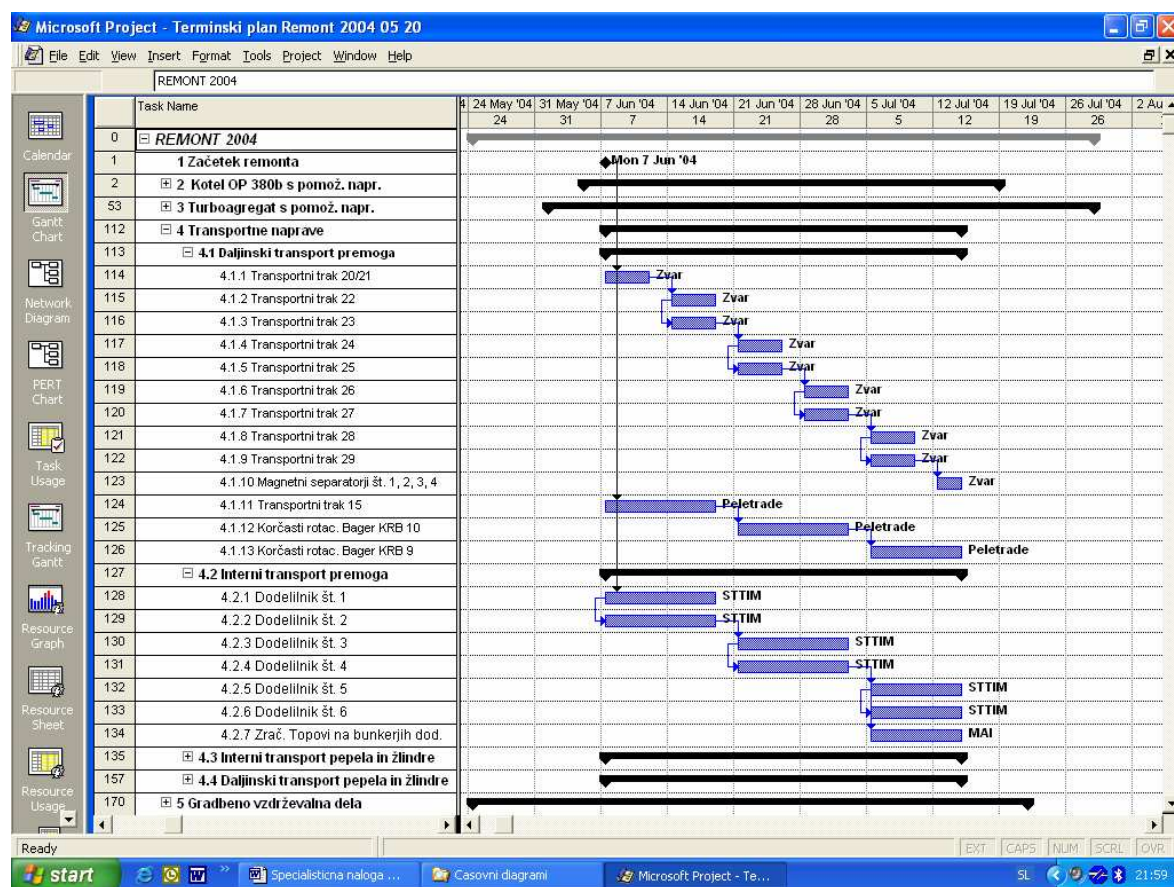 Microsoft Project - Terminski plan Remont 2004 05 20
File Edit View Insert Format Tools Project Window Help
REMONT 2004
Task Name 4 24 May '04 31 May '04 7 Jun '04 14 Jun '04 21 Jun '04 28 Jun '04 5 Jul '04 12 Jul '04 19 Jul '04 26 Jul '04 2 Au
24 31 7 14 21 28 5 12 19 26
0 REMONT 2004
1 1 Začetek remonta Mon 7 Jun '04
2 2 Kotel OP 380b s pomož. napr.
53 3 Turboagregat s pomož. napr.
112 4 Transportne naprave
113 4.1 Daljinski transport premoga
114 4.1.1 Transportni trak 20/21 Zvar
115 4.1.2 Transportni trak 22 Zvar
116 4.1.3 Transportni trak 23 Zvar
117 4.1.4 Transportni trak 24 Zvar
118 4.1.5 Transportni trak 25 Zvar
119 4.1.6 Transportni trak 26 Zvar
120 4.1.7 Transportni trak 27 Zvar
121 4.1.8 Transportni trak 28 Zvar
122 4.1.9 Transportni trak 29 Zvar
123 4.1.10 Magnetni separatorji št. 1, 2, 3, 4 Zvar
124 4.1.11 Transportni trak 15 Peletrade
125 4.1.12 Korčasti rotac. Bager KRB 10 Peletrade
126 4.1.13 Korčasti rotac. Bager KRB 9 Peletrade
127 4.2 Interni transport premoga
128 4.2.1 Dodelilnik št. 1 STTIM
129 4.2.2 Dodelilnik št. 2 STTIM
130 4.2.3 Dodelilnik št. 3 STTIM
131 4.2.4 Dodelilnik št. 4 STTIM
132 4.2.5 Dodelilnik št. 5 STTIM
133 4.2.6 Dodelilnik št. 6 STTIM
134 4.2.7 Zrač. Topovi na bunkerjih dod. MAI
135 4.3 Interni transport pepela in žlindre
157 4.4 Daljinski transport pepela in žlindre
170 5 Gradbeno vzdrževalna dela
Calendar
Gantt
Chart
Network
Diagram
PERT
Chart
Task
Usage
Tracking
Gantt
Resource
Graph
Resource
Sheet
Resource
Usage
Ready EXT CAPS NUM SCRL OVR
start Specialisticna naloga ... Casovni diagrami Microsoft Project - Te... SL 21:59